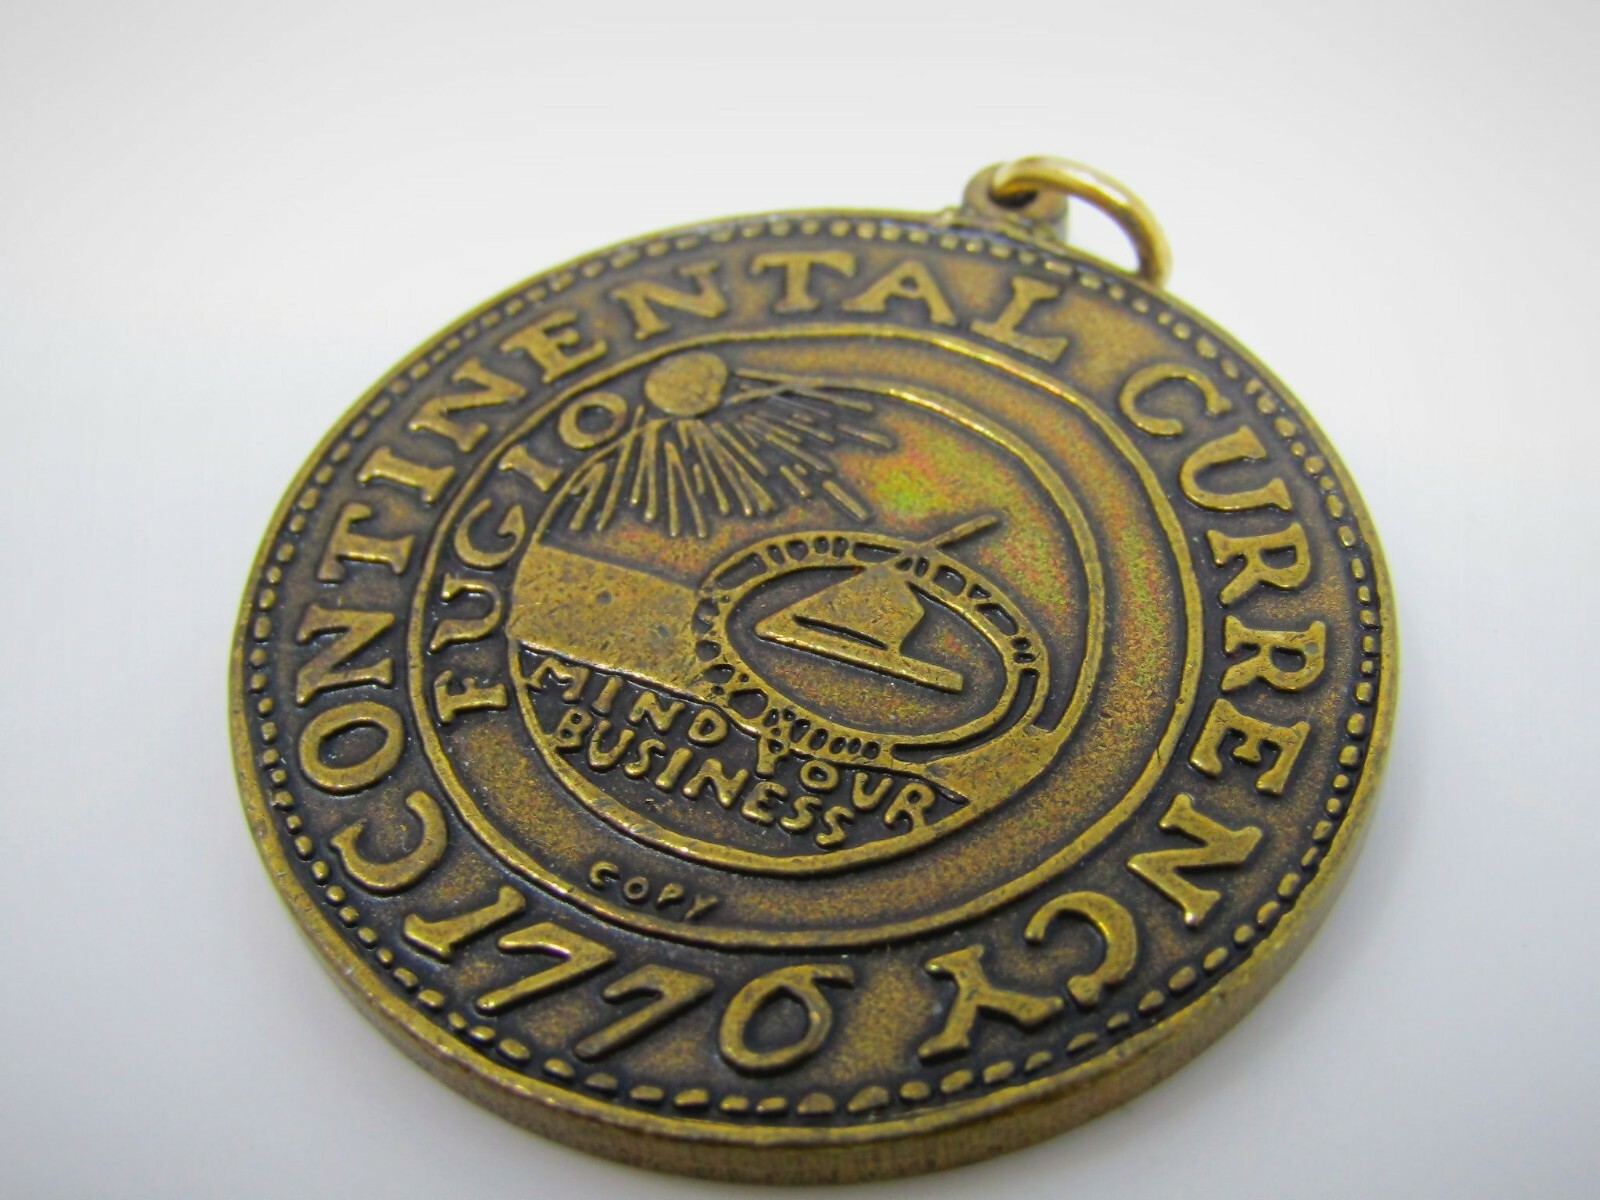 CONTINENTAL CURRENCY
1776
FUGIO
MIND YOUR
BUSINESS
COPY